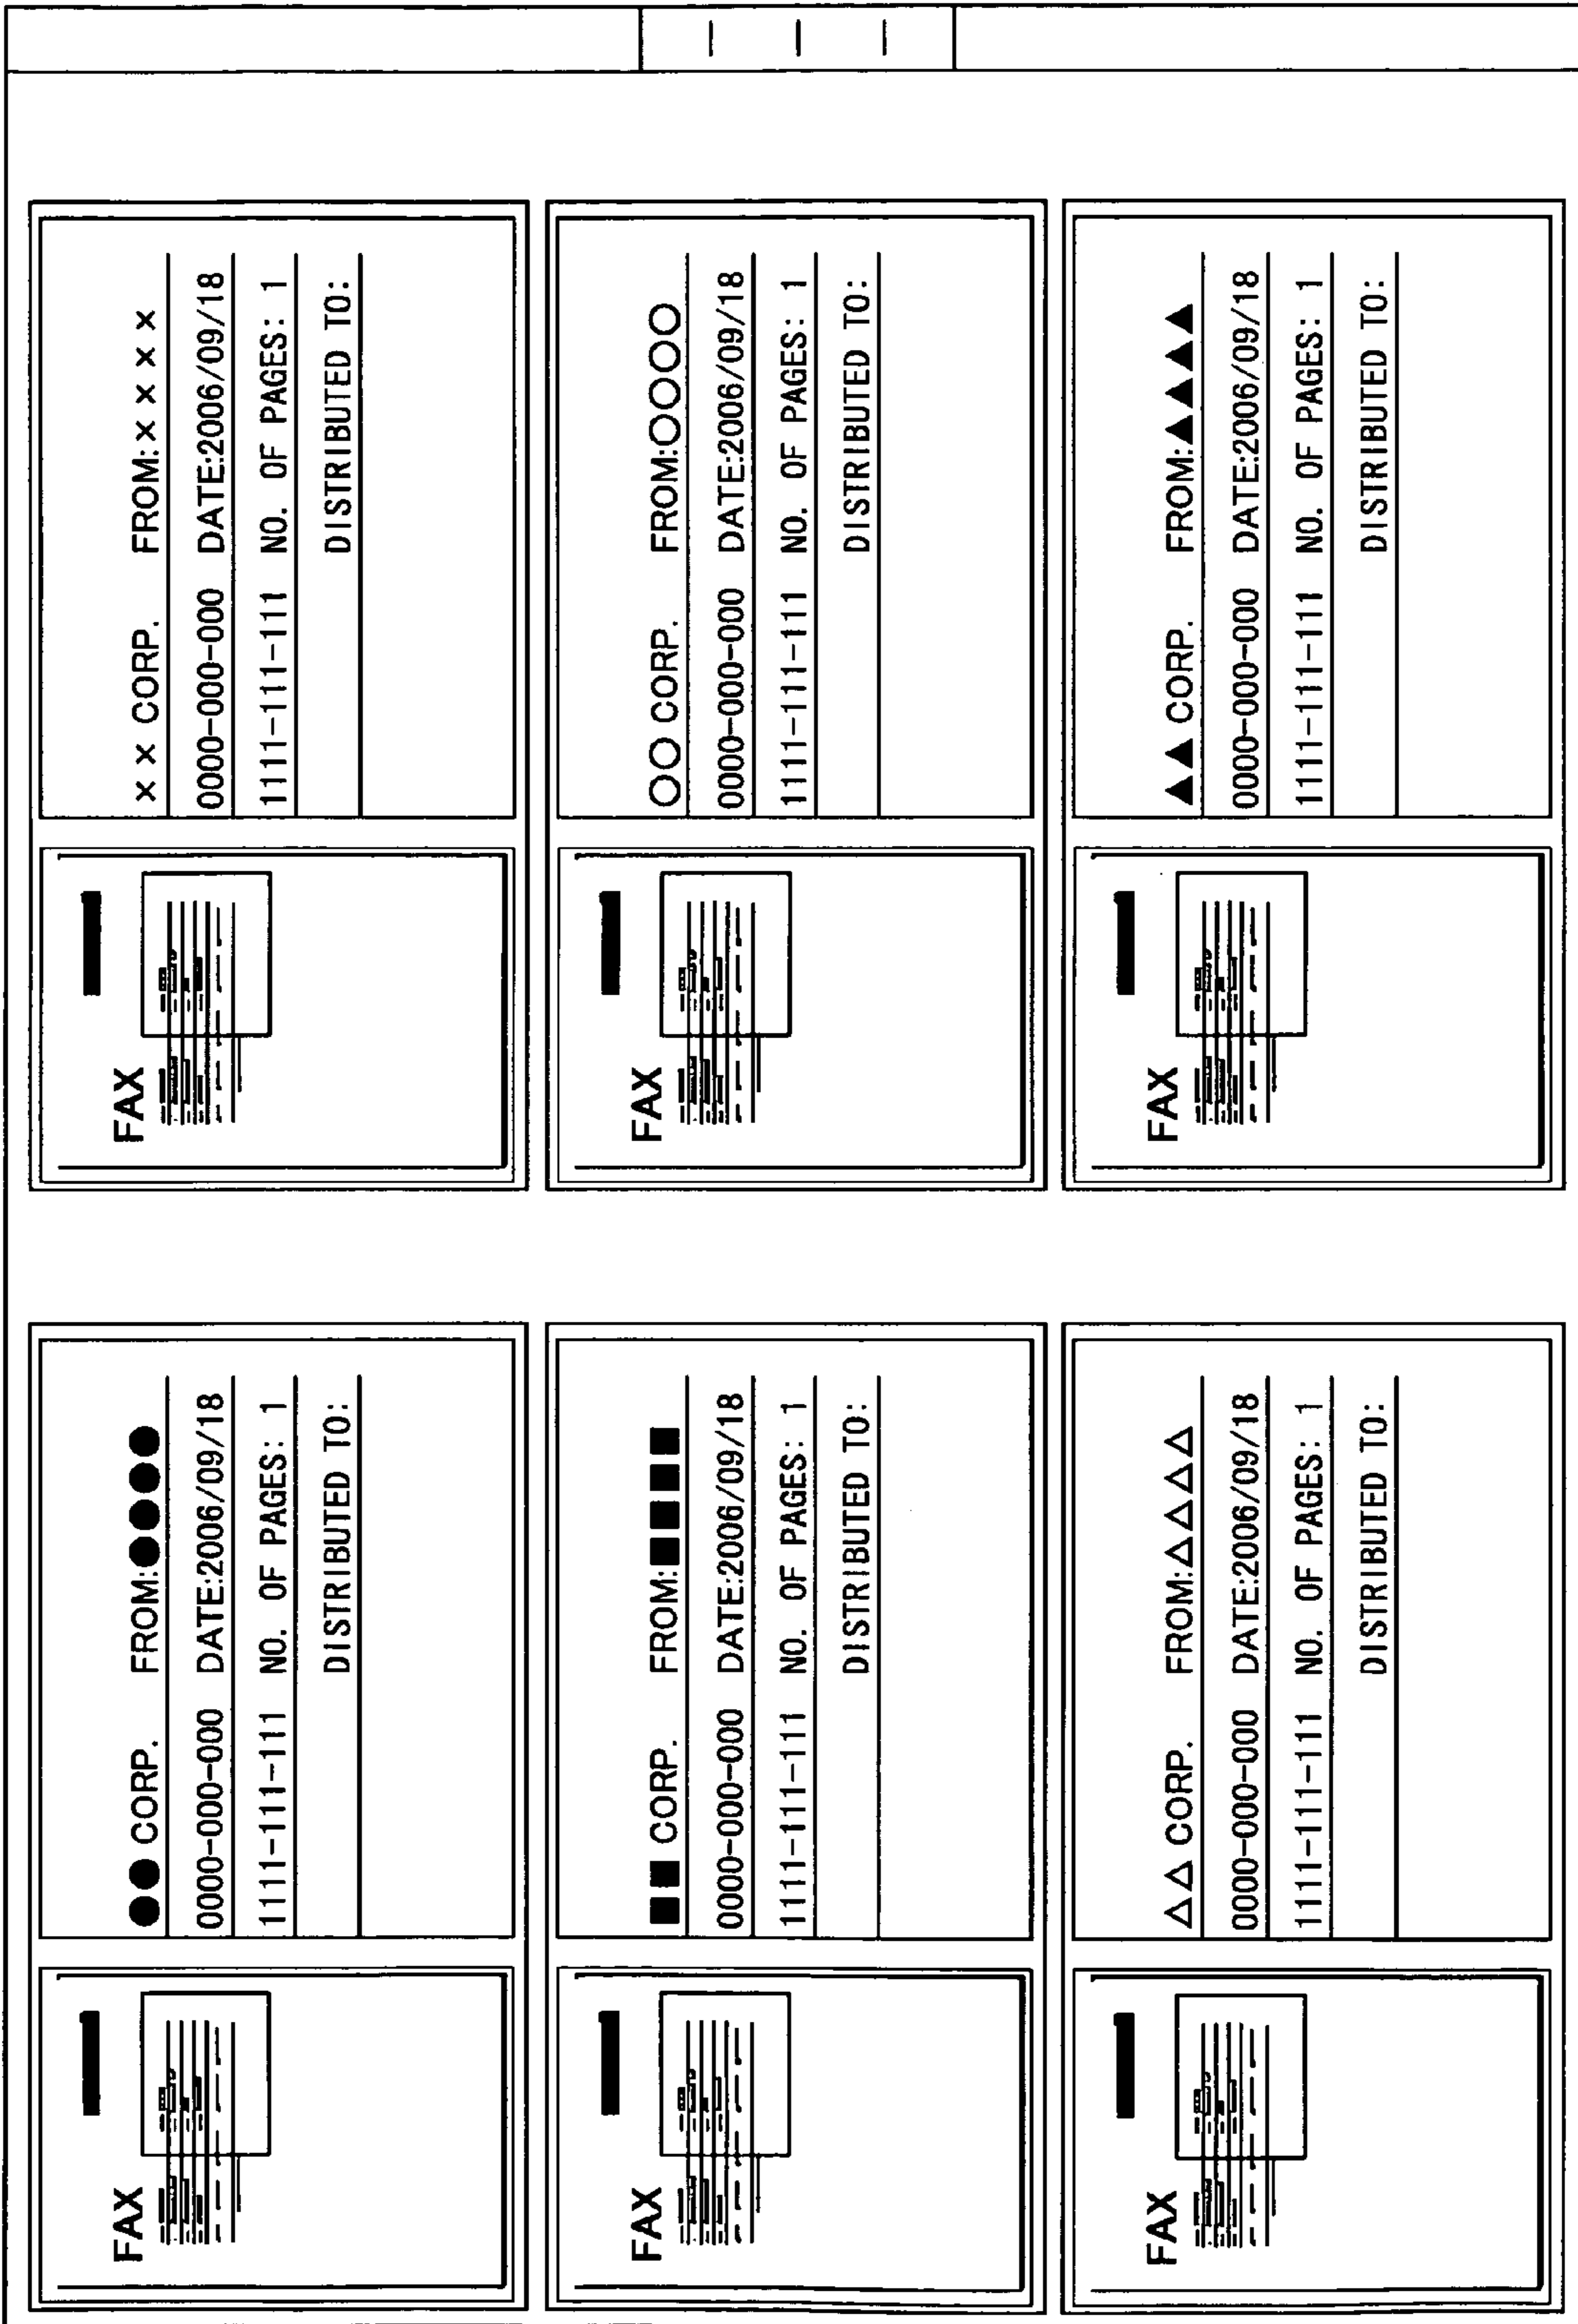 FAX
●● CORP. FROM:●●●●
0000-000-000 DATE:2006/09/18
1111-111-111 NO. OF PAGES: 1
DISTRIBUTED TO:
FAX
×× CORP. FROM:××××
0000-000-000 DATE:2006/09/18
1111-111-111 NO. OF PAGES: 1
DISTRIBUTED TO:
FAX
■■ CORP. FROM:■■■■
0000-000-000 DATE:2006/09/18
1111-111-111 NO. OF PAGES: 1
DISTRIBUTED TO:
FAX
○○ CORP. FROM:○○○○
0000-000-000 DATE:2006/09/18
1111-111-111 NO. OF PAGES: 1
DISTRIBUTED TO:
FAX
△△ CORP. FROM:△△△△
0000-000-000 DATE:2006/09/18
1111-111-111 NO. OF PAGES: 1
DISTRIBUTED TO:
FAX
▲▲ CORP. FROM:▲▲▲▲
0000-000-000 DATE:2006/09/18
1111-111-111 NO. OF PAGES: 1
DISTRIBUTED TO: